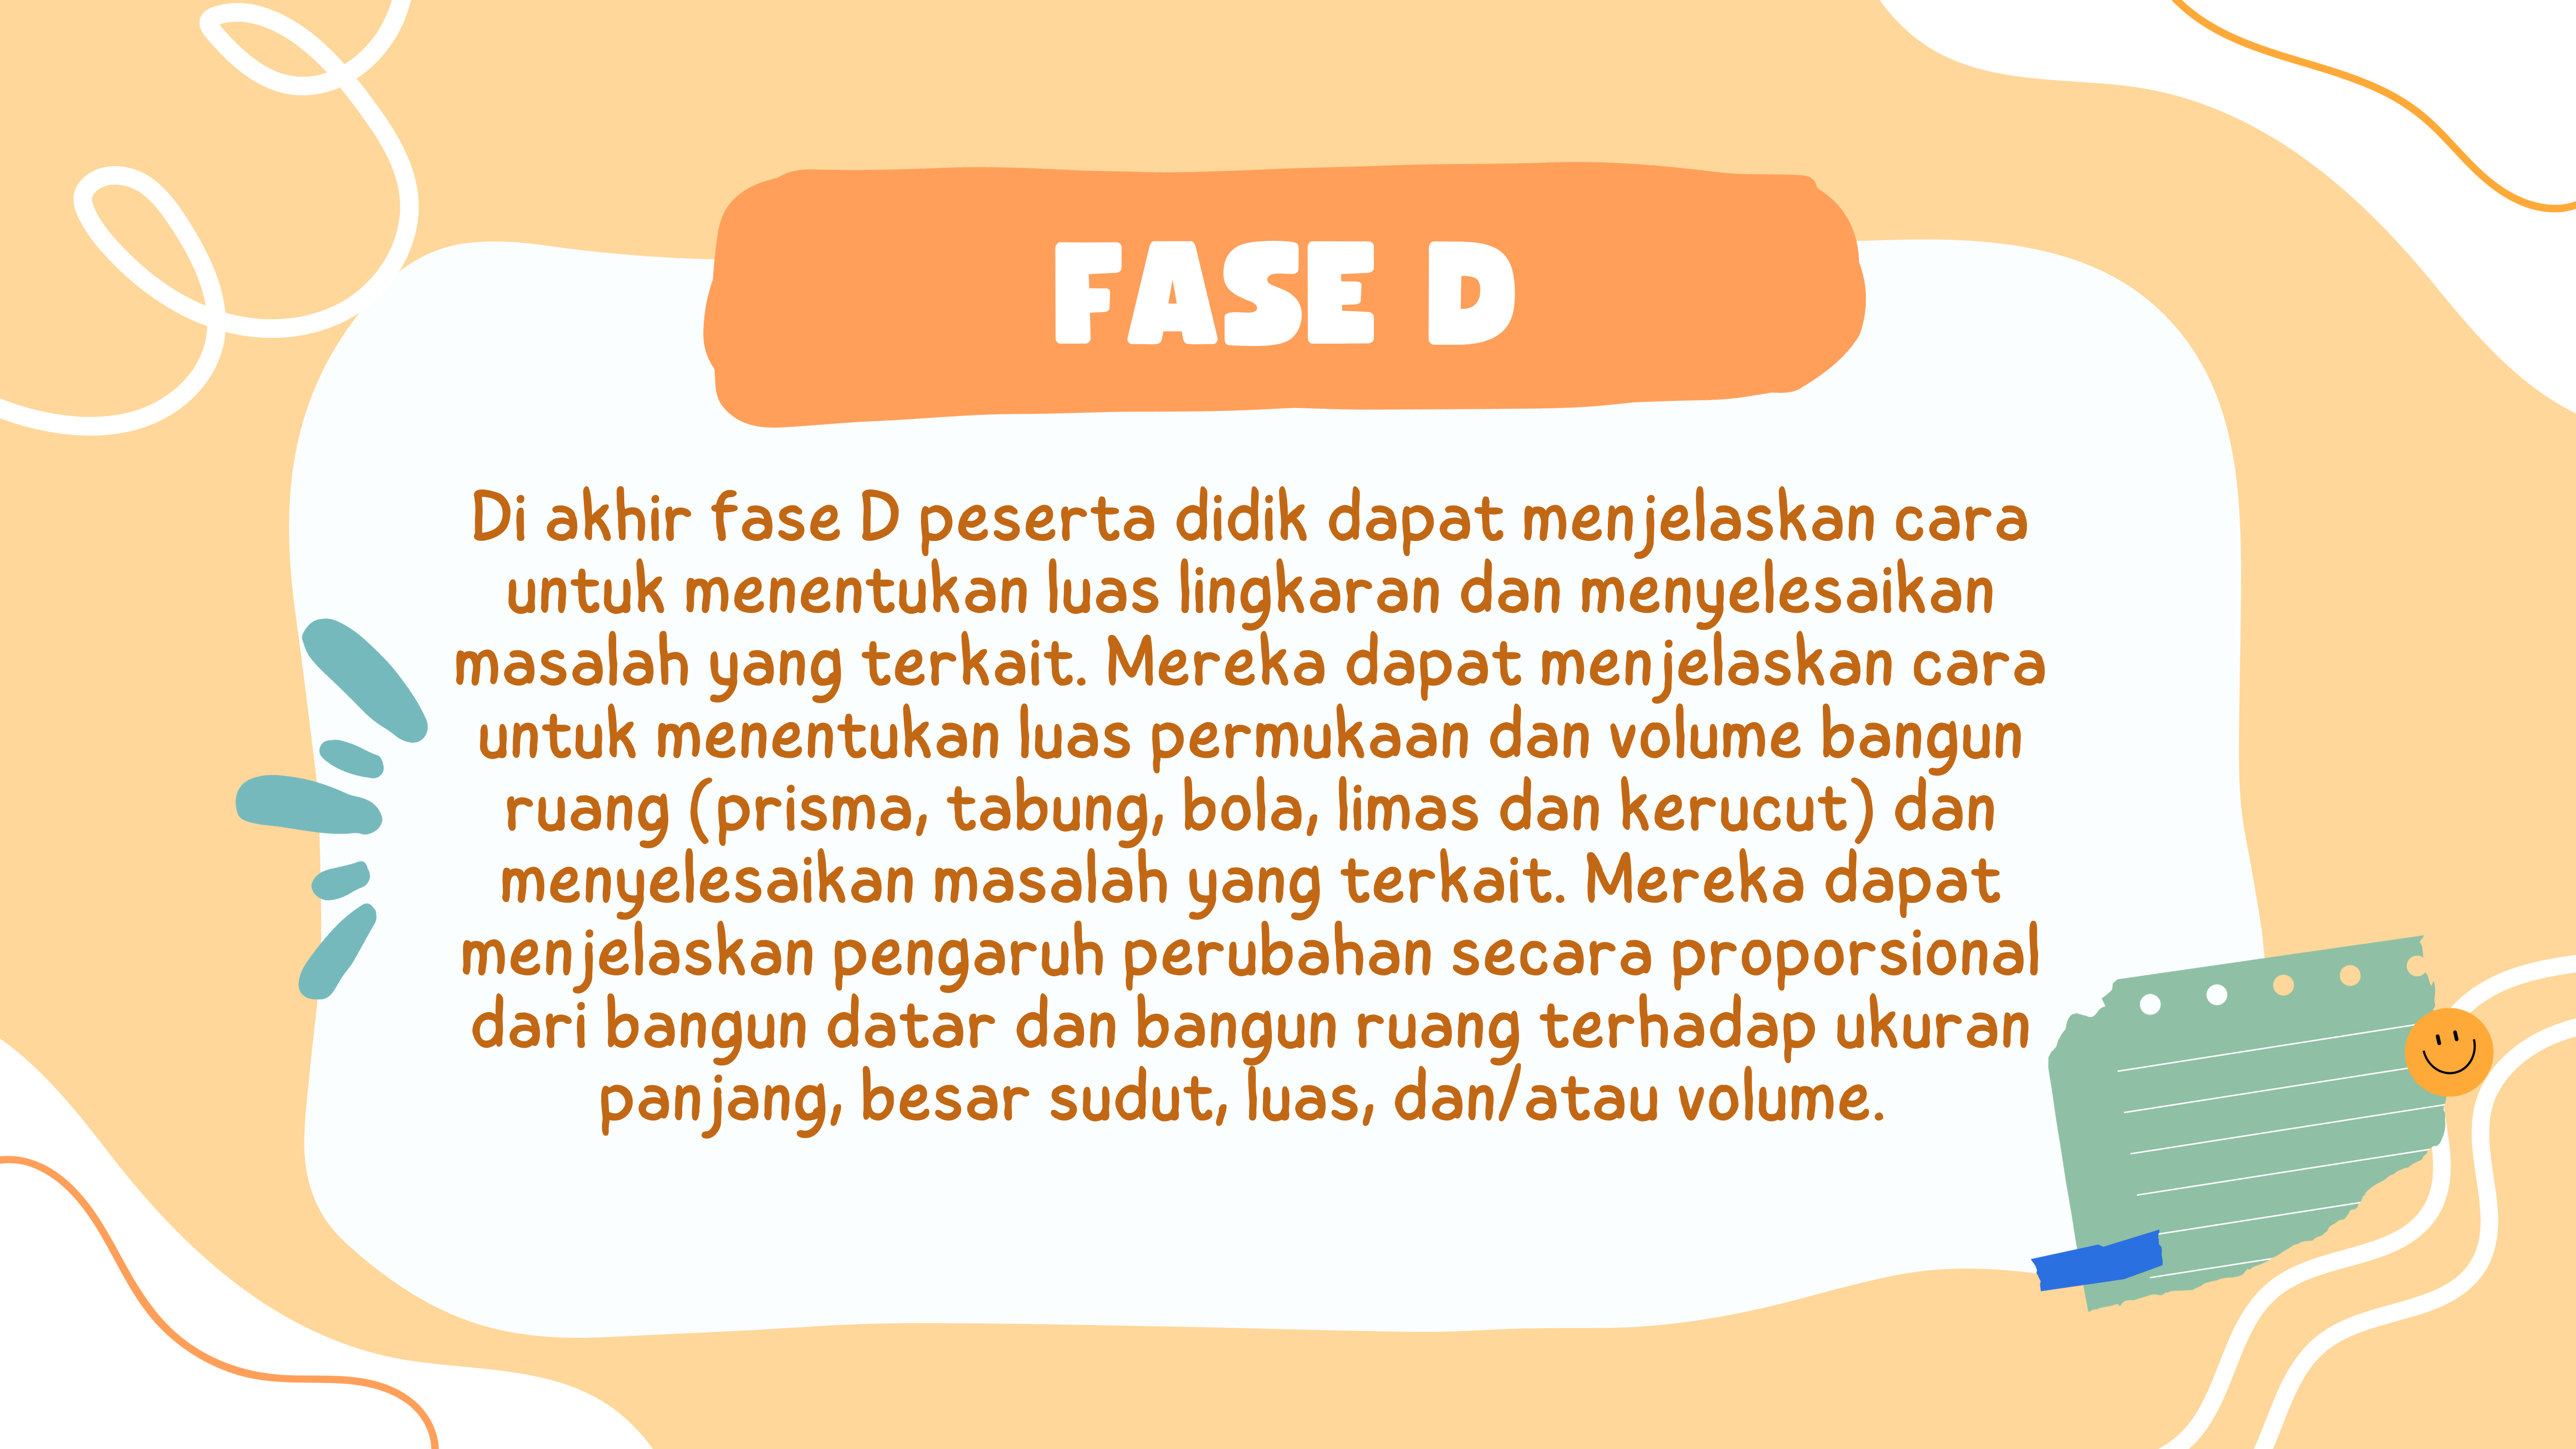 FASE D
Di akhir fase D peserta didik dapat menjelaskan cara
untuk menentukan luas lingkaran dan menyelesaikan
masalah yang terkait. Mereka dapat menjelaskan cara
untuk menentukan luas permukaan dan volume bangun
ruang (prisma, tabung, bola, limas dan kerucut) dan
menyelesaikan masalah yang terkait. Mereka dapat
menjelaskan pengaruh perubahan secara proporsional
dari bangun datar dan bangun ruang terhadap ukuran
panjang, besar sudut, luas, dan/atau volume.